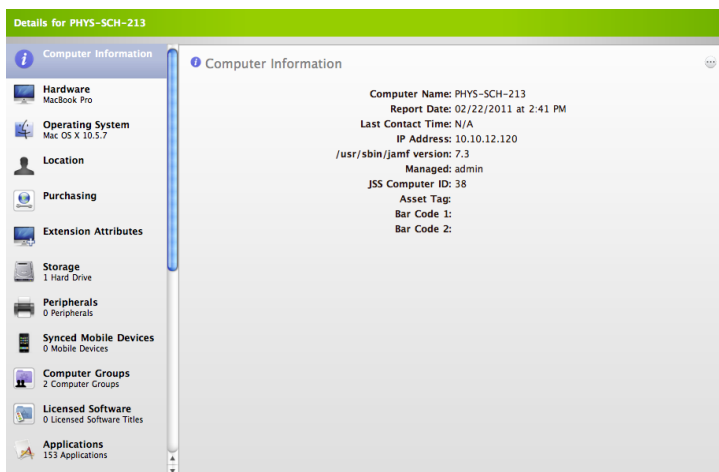 Details for PHYS-SCH-213
Computer Information
Hardware
MacBook Pro
Operating System
Mac OS X 10.5.7
Location
Purchasing
Extension Attributes
Storage
1 Hard Drive
Peripherals
0 Peripherals
Synced Mobile Devices
0 Mobile Devices
Computer Groups
2 Computer Groups
Licensed Software
0 Licensed Software Titles
Applications
153 Applications
Computer Information
Computer Name: PHYS-SCH-213
Report Date: 02/22/2011 at 2:41 PM
Last Contact Time: N/A
IP Address: 10.10.12.120
/usr/sbin/jamf version: 7.3
Managed: admin
JSS Computer ID: 38
Asset Tag:
Bar Code 1:
Bar Code 2: